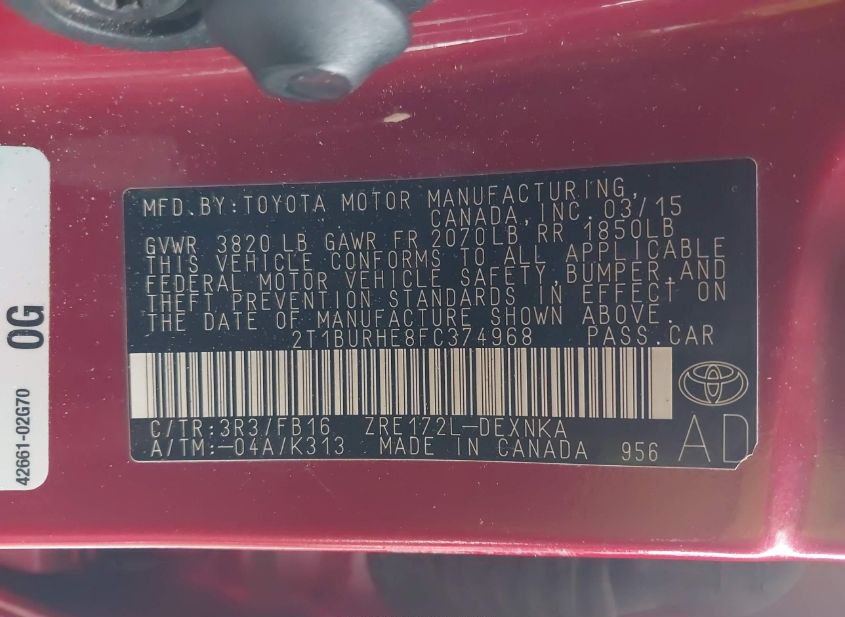 MFD.BY:TOYOTA MOTOR MANUFACTURING,
CANADA,INC.03/15
GVWR 3820LB GAWR FR 2070LB RR 1850LB
THIS VEHICLE CONFORMS TO ALL APPLICABLE
FEDERAL MOTOR VEHICLE SAFETY,BUMPER,AND
THEFT PREVENTION STANDARDS IN EFFECT ON
THE DATE OF MANUFACTURE SHOWN ABOVE.
2T1BURHE8FC374968 PASS.CAR
C/TR:3R3/FB16 ZRE172L-DEXNKA
A/TM:-04A/K313 MADE IN CANADA 956
AD
0G
42661-02G70